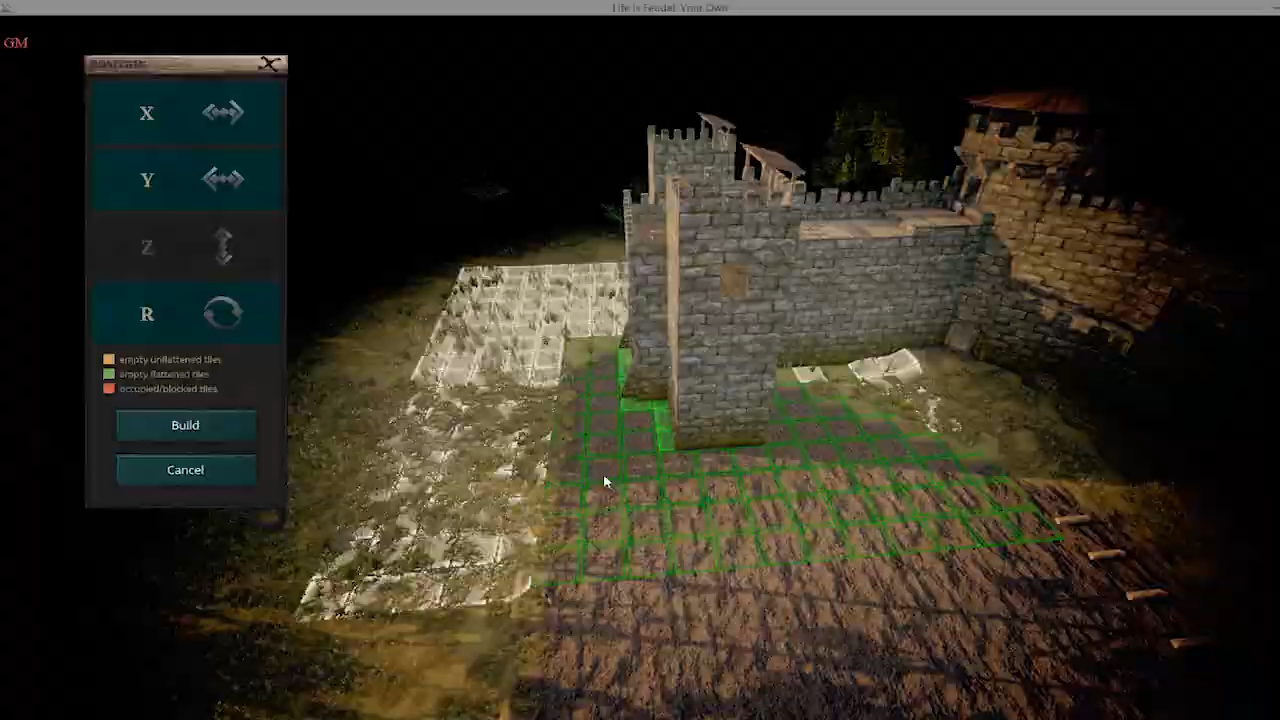 Life is Feudal: Your Own
GM
X
Y
Z
R
empty unflattened tiles
empty flattened tiles
occupied/blocked tiles
Build
Cancel